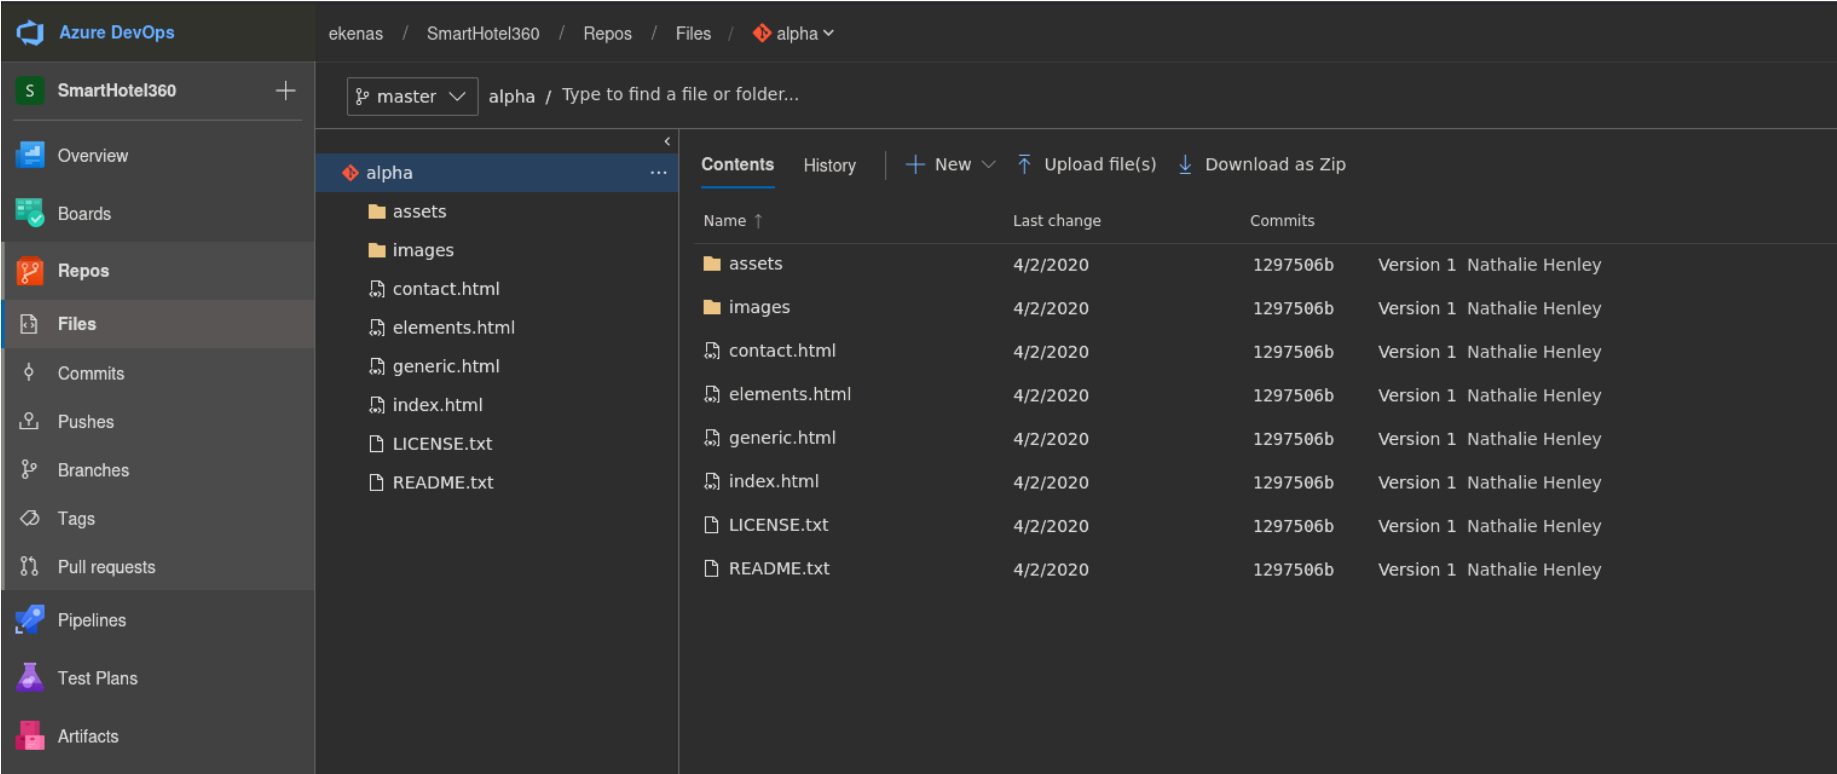 Azure DevOps
ekenas / SmartHotel360 / Repos / Files / alpha
S SmartHotel360
master alpha / Type to find a file or folder...
Overview
Boards
Repos
Files
Commits
Pushes
Branches
Tags
Pull requests
Pipelines
Test Plans
Artifacts
alpha ...
assets
images
contact.html
elements.html
generic.html
index.html
LICENSE.txt
README.txt
Contents History New Upload file(s) Download as Zip
Name ↑ Last change Commits
assets 4/2/2020 1297506b Version 1 Nathalie Henley
images 4/2/2020 1297506b Version 1 Nathalie Henley
contact.html 4/2/2020 1297506b Version 1 Nathalie Henley
elements.html 4/2/2020 1297506b Version 1 Nathalie Henley
generic.html 4/2/2020 1297506b Version 1 Nathalie Henley
index.html 4/2/2020 1297506b Version 1 Nathalie Henley
LICENSE.txt 4/2/2020 1297506b Version 1 Nathalie Henley
README.txt 4/2/2020 1297506b Version 1 Nathalie Henley